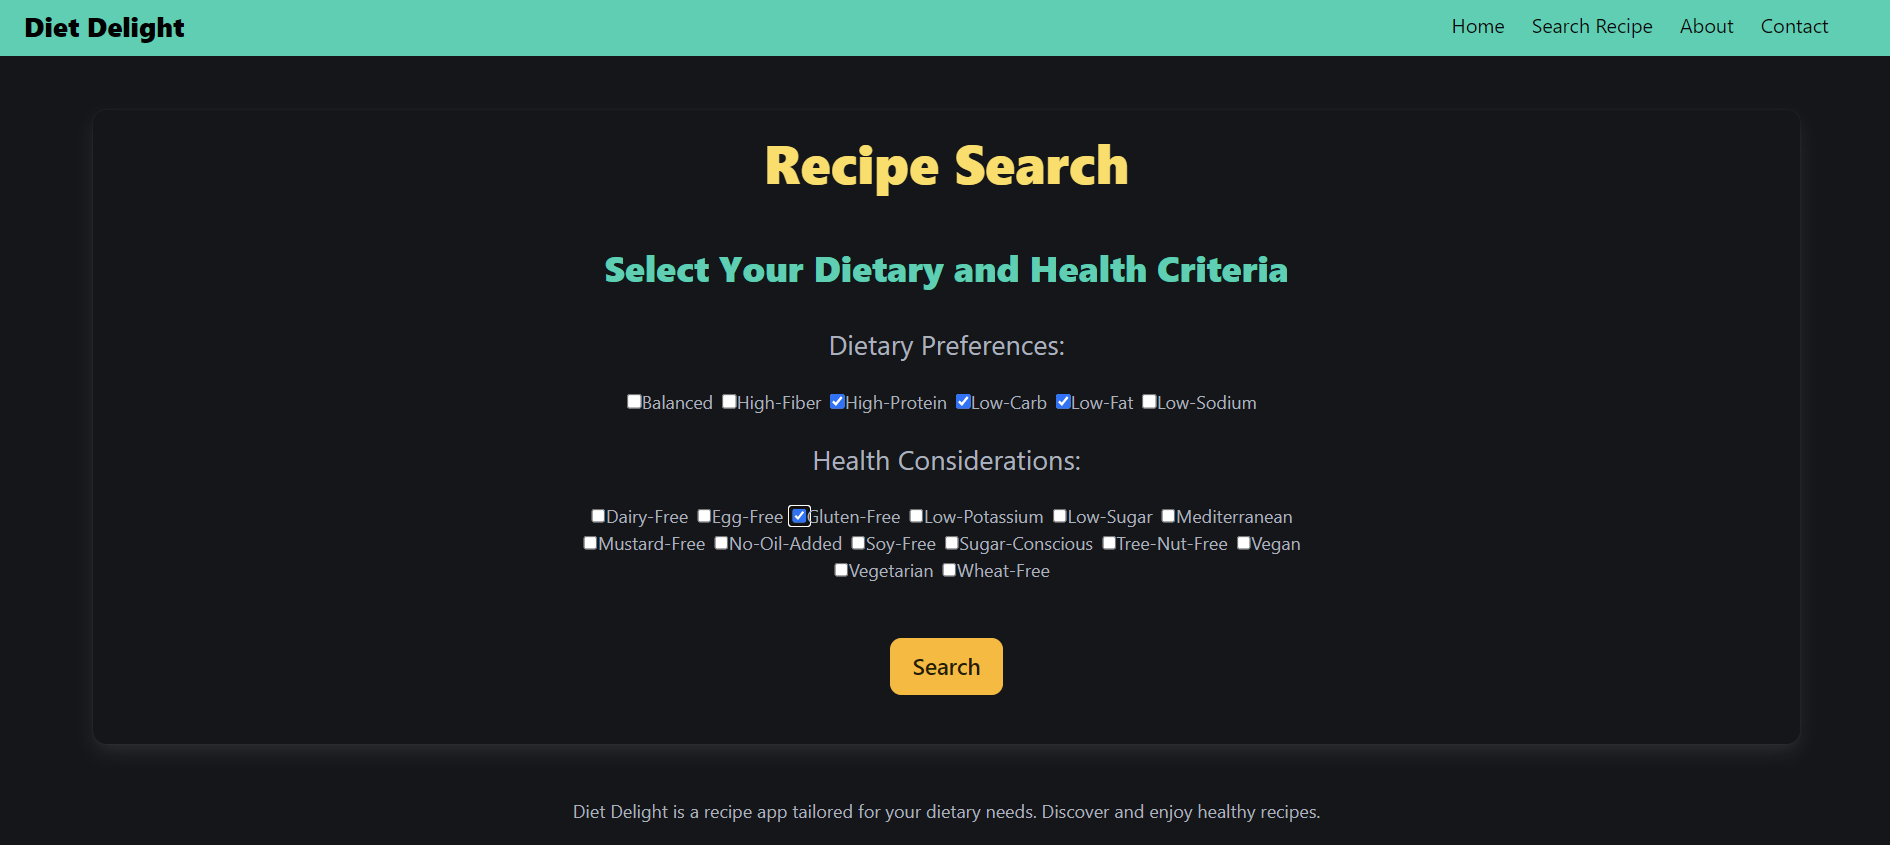 Diet Delight Home Search Recipe About Contact
Recipe Search
Select Your Dietary and Health Criteria
Dietary Preferences:
Balanced High-Fiber High-Protein Low-Carb Low-Fat Low-Sodium
Health Considerations:
Dairy-Free Egg-Free Gluten-Free Low-Potassium Low-Sugar Mediterranean
Mustard-Free No-Oil-Added Soy-Free Sugar-Conscious Tree-Nut-Free Vegan
Vegetarian Wheat-Free
Search
Diet Delight is a recipe app tailored for your dietary needs. Discover and enjoy healthy recipes.